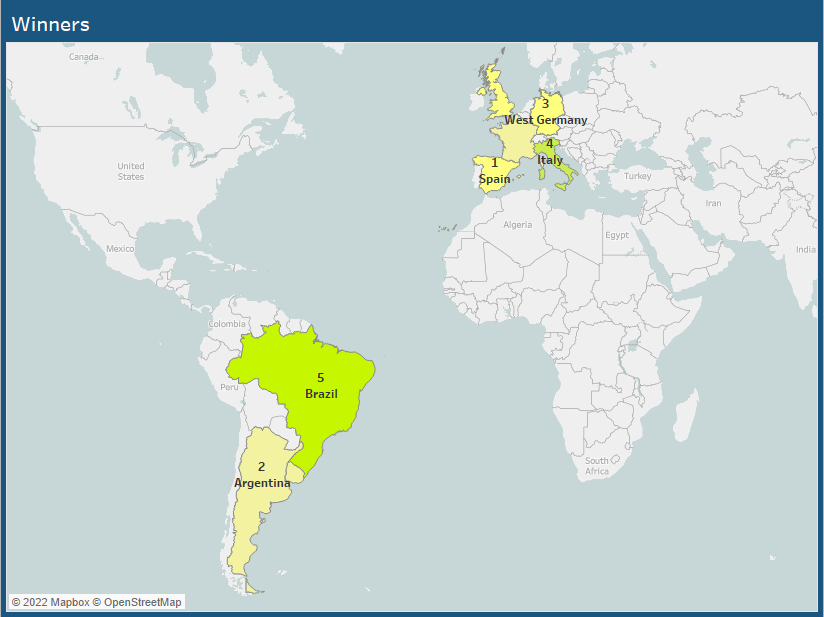 Winners
Canada
3
West Germany
4
Italy
1
Spain
United
States
Turkey
Iran
Mexico
Algeria
Egypt
India
Colombia
Peru
5
Brazil
2
Argentina
South
Africa
© 2022 Mapbox © OpenStreetMap